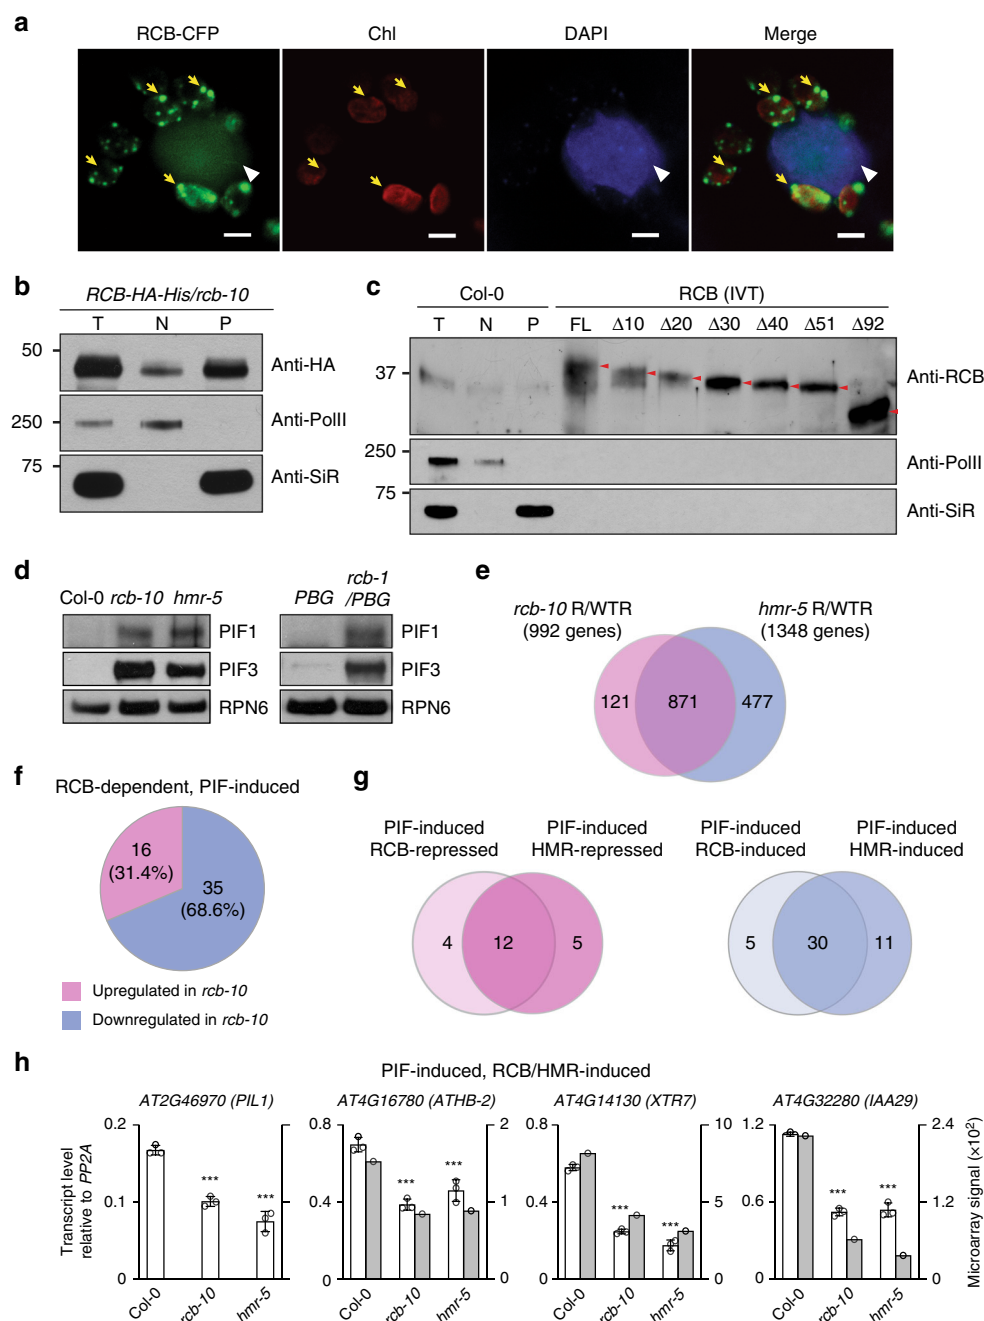 a
RCB-CFP Chl DAPI Merge
b
RCB-HA-His/rcb-10
T N P
50 Anti-HA
250 Anti-PolII
75 Anti-SiR
c
Col-0 RCB (IVT)
T N P FL Δ10 Δ20 Δ30 Δ40 Δ51 Δ92
37 Anti-RCB
250 Anti-PolII
75 Anti-SiR
d
Col-0 rcb-10 hmr-5
PIF1
PIF3
RPN6
PBG rcb-1
/PBG
PIF1
PIF3
RPN6
e
rcb-10 R/WTR
(992 genes)
hmr-5 R/WTR
(1348 genes)
121 871 477
f
RCB-dependent, PIF-induced
16
(31.4%)
35
(68.6%)
Upregulated in rcb-10
Downregulated in rcb-10
g
PIF-induced
RCB-repressed
PIF-induced
HMR-repressed
4 12 5
PIF-induced
RCB-induced
PIF-induced
HMR-induced
5 30 11
h
PIF-induced, RCB/HMR-induced
Transcript level
relative to PP2A
AT2G46970 (PIL1)
0.2
0.1
0
***
***
Col-0 rcb-10 hmr-5
AT4G16780 (ATHB-2)
0.8
0.4
0
***
***
2
1
0
Col-0 rcb-10 hmr-5
AT4G14130 (XTR7)
0.8
0.4
0
***
***
10
5
0
Col-0 rcb-10 hmr-5
AT4G32280 (IAA29)
1.2
0.6
0
***
***
2.4
1.2
0
Col-0 rcb-10 hmr-5
Microarray signal (×10²)